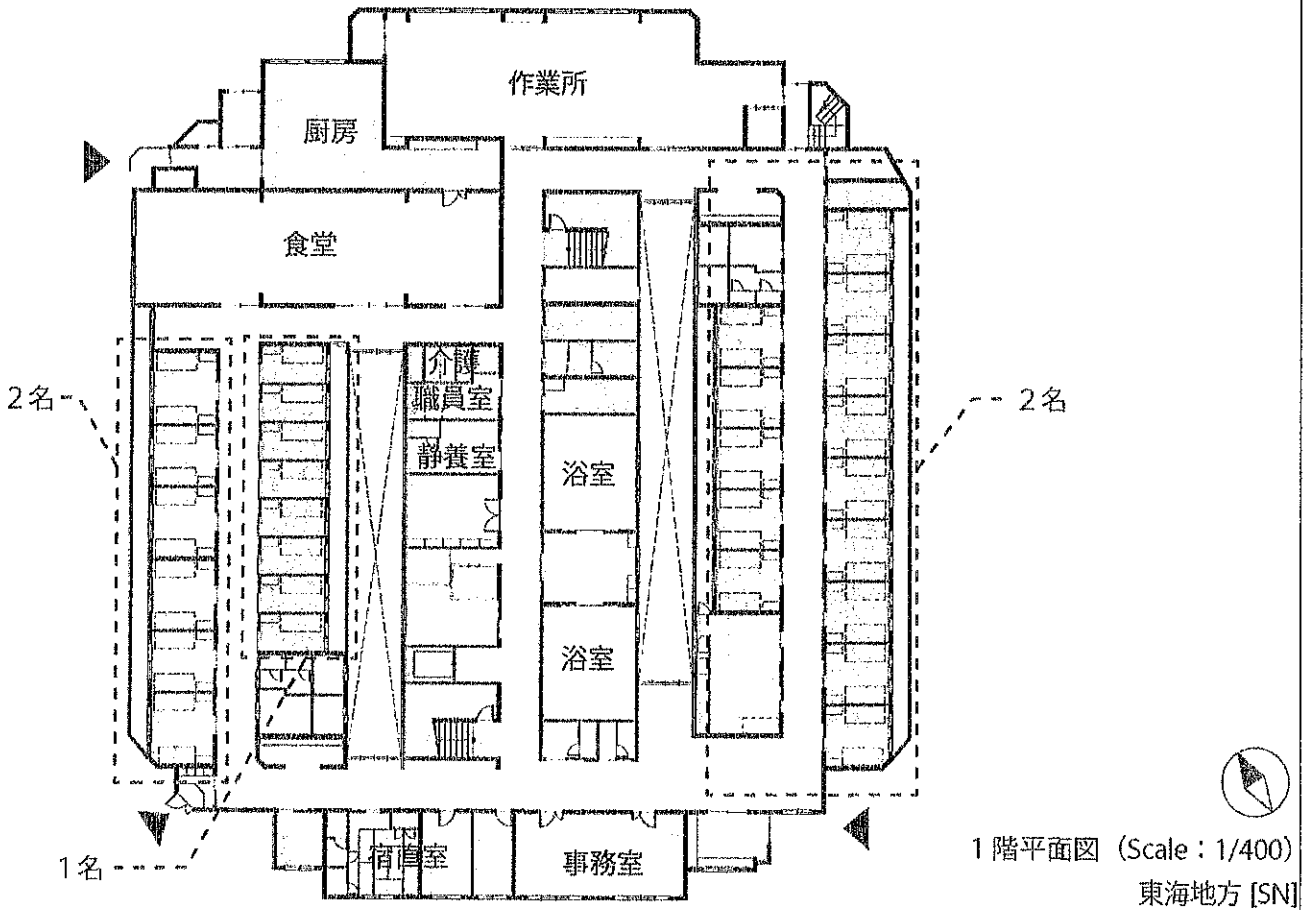 作業所
厨房
食堂
2名
介護
職員室
静養室
浴室
2名
浴室
1名
宿直室
事務室
1階平面図（Scale：1/400）
東海地方 [SN]